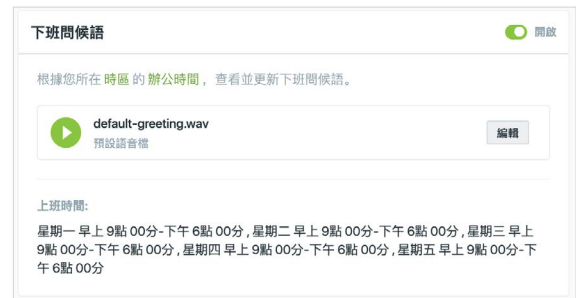 下班問候語
開啟
根據您所在 時區 的 辦公時間 ，查看並更新下班問候語。
default-greeting.wav
預設語音檔
編輯
上班時間:
星期一 早上 9點 00分-下午 6點 00分 , 星期二 早上 9點 00分-下午 6點 00分 , 星期三 早上
9點 00分-下午 6點 00分 , 星期四 早上 9點 00分-下午 6點 00分 , 星期五 早上 9點 00分-下
午 6點 00分